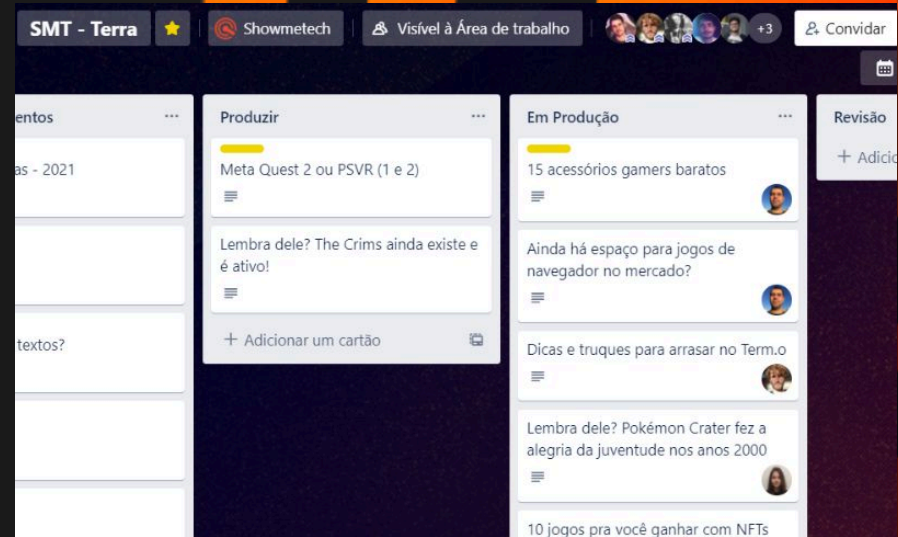 SMT - Terra
Showmetech
Visível à Área de trabalho
+3
Convidar
entos
as - 2021
textos?
Produzir
Meta Quest 2 ou PSVR (1 e 2)
Lembra dele? The Crims ainda existe e
é ativo!
+ Adicionar um cartão
Em Produção
15 acessórios gamers baratos
Ainda há espaço para jogos de
navegador no mercado?
Dicas e truques para arrasar no Term.o
Lembra dele? Pokémon Crater fez a
alegria da juventude nos anos 2000
10 jogos pra você ganhar com NFTs
Revisão
+ Adicio